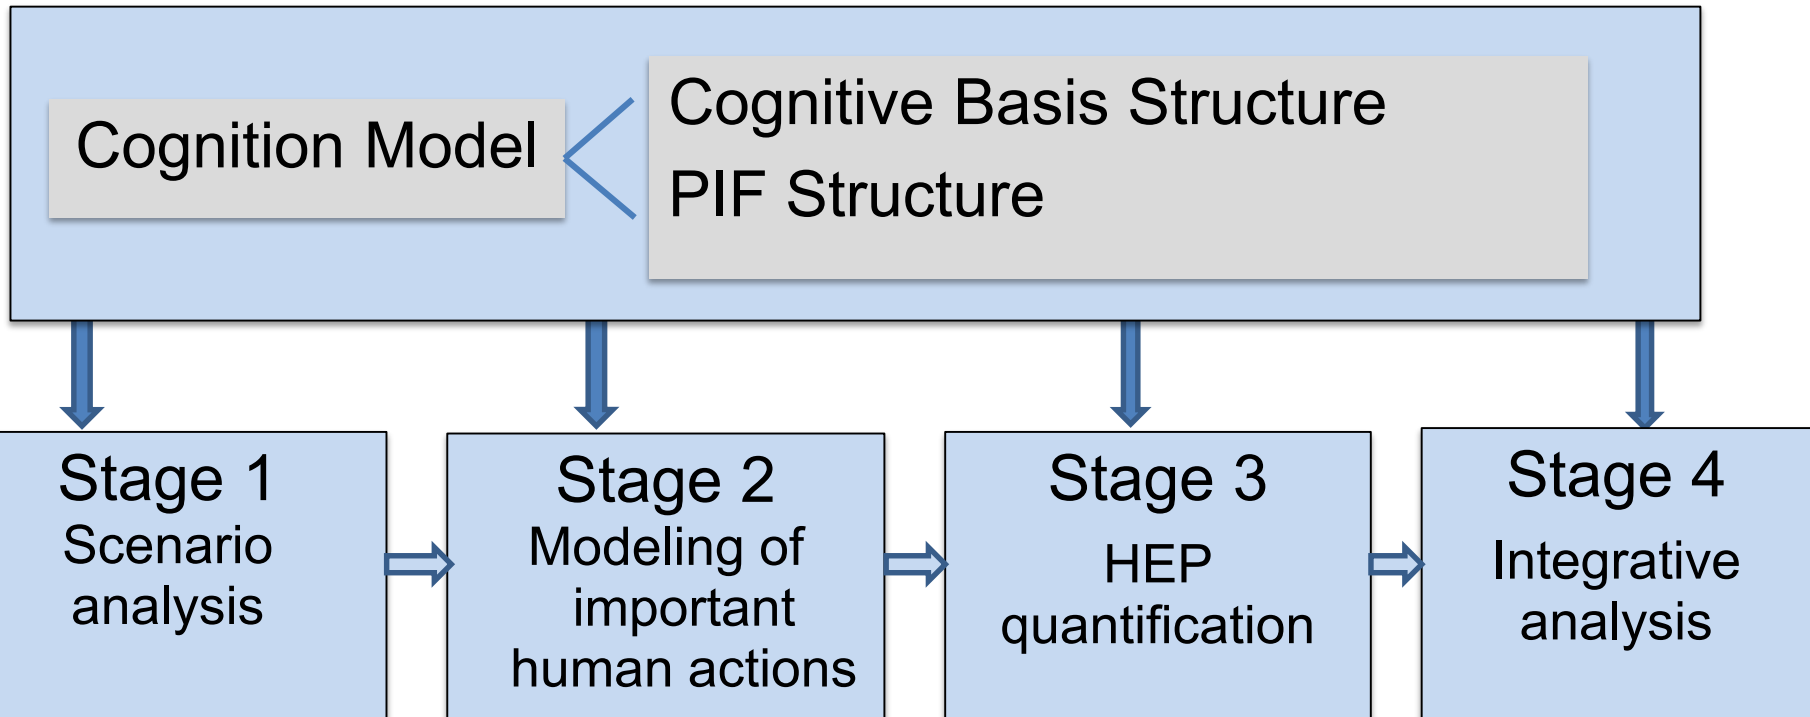 Cognition Model
Cognitive Basis Structure
PIF Structure
Stage 1
Scenario
analysis
Stage 2
Modeling of
important
human actions
Stage 3
HEP
quantification
Stage 4
Integrative
analysis